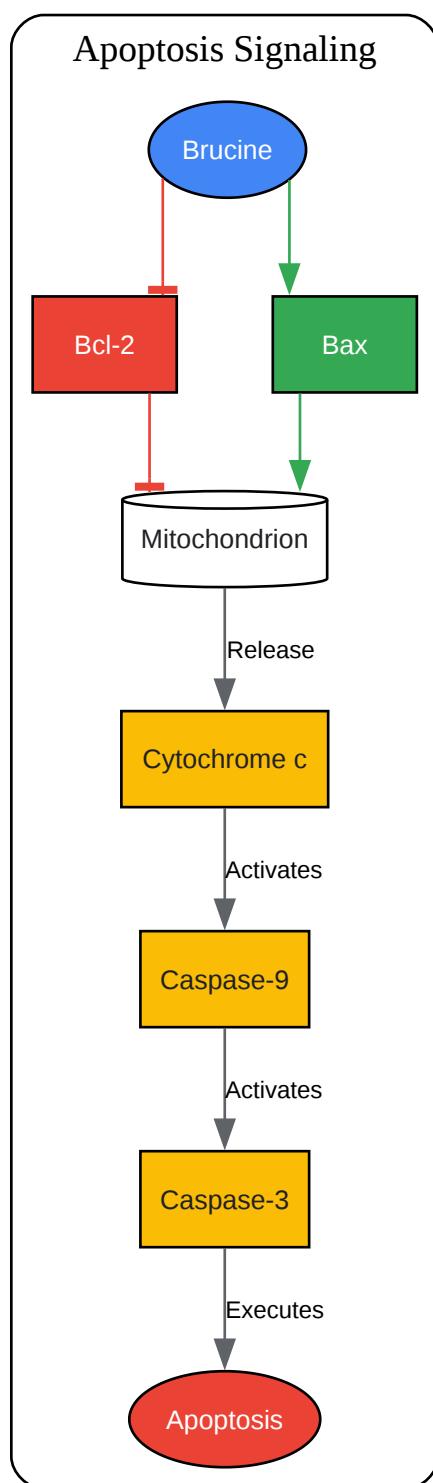 Apoptosis Signaling
Brucine
Bcl-2
Bax
Mitochondrion
Release
Cytochrome c
Activates
Caspase-9
Activates
Caspase-3
Executes
Apoptosis